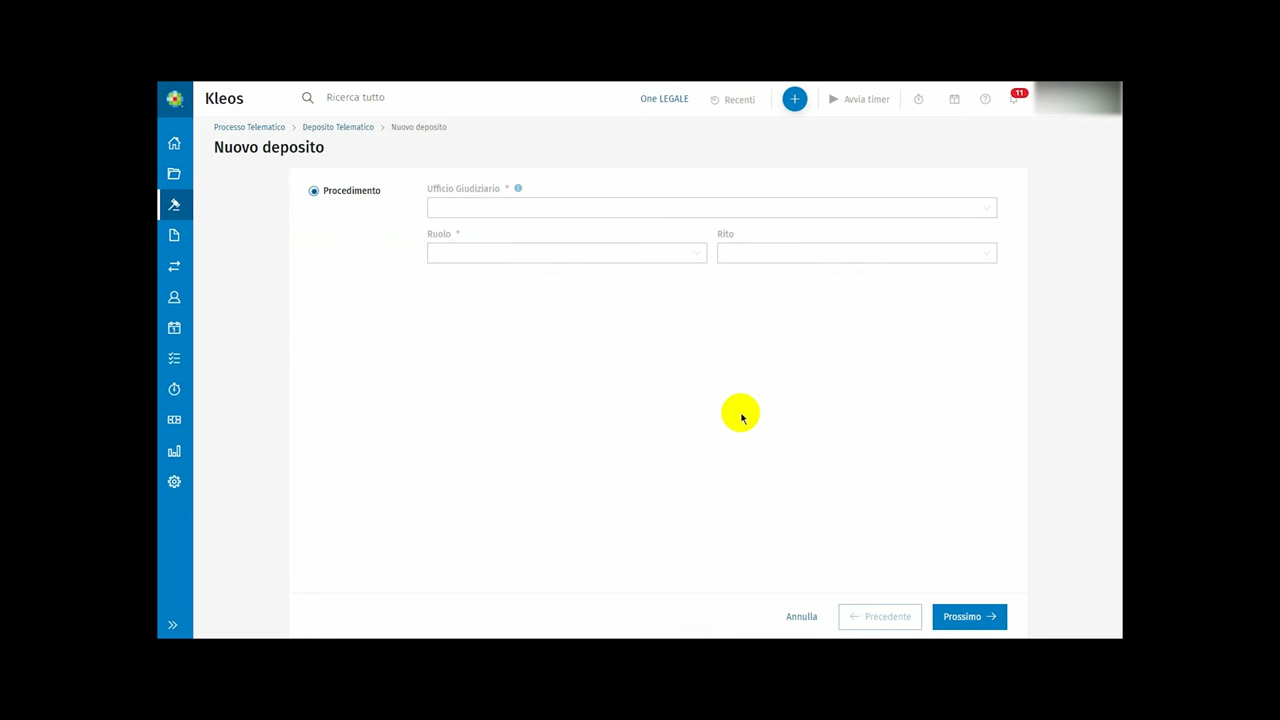 Kleos
Ricerca tutto
One LEGALE
Recenti
+
Avvia timer
11
Processo Telematico > Deposito Telematico > Nuovo deposito
Nuovo deposito
Procedimento
Ufficio Giudiziario *
Ruolo *
Rito
Annulla
← Precedente
Prossimo →